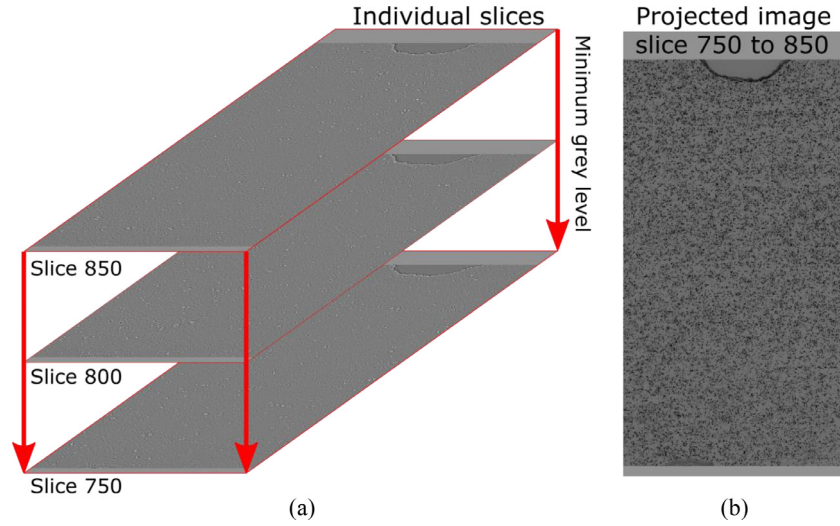 Individual slices
Minimum grey level
Slice 850
Slice 800
Slice 750
(a)
Projected image
slice 750 to 850
(b)